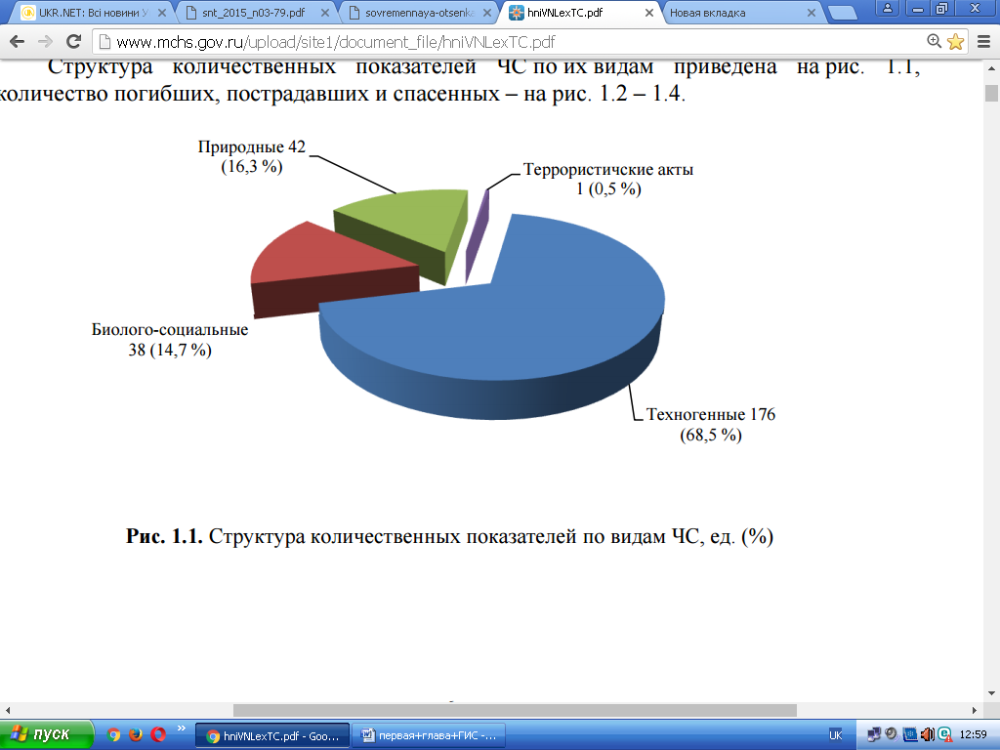 UKR.NET: Всі новини У
snt_2015_n03-79.pdf
sovremennaya-otsenka
hniVNLexTC.pdf
Новая вкладка
www.mchs.gov.ru/upload/site1/document_file/hniVNLexTC.pdf
Структура количественных показателей ЧС по их видам приведена на рис. 1.1,
количество погибших, пострадавших и спасенных – на рис. 1.2 – 1.4.
Природные 42
(16,3 %)
Террористичские акты
1 (0,5 %)
Биолого-социальные
38 (14,7 %)
Техногенные 176
(68,5 %)
Рис. 1.1. Структура количественных показателей по видам ЧС, ед. (%)
пуск
hniVNLexTC.pdf - Goo...
первая+глава+ГИС -...
UK
12:59